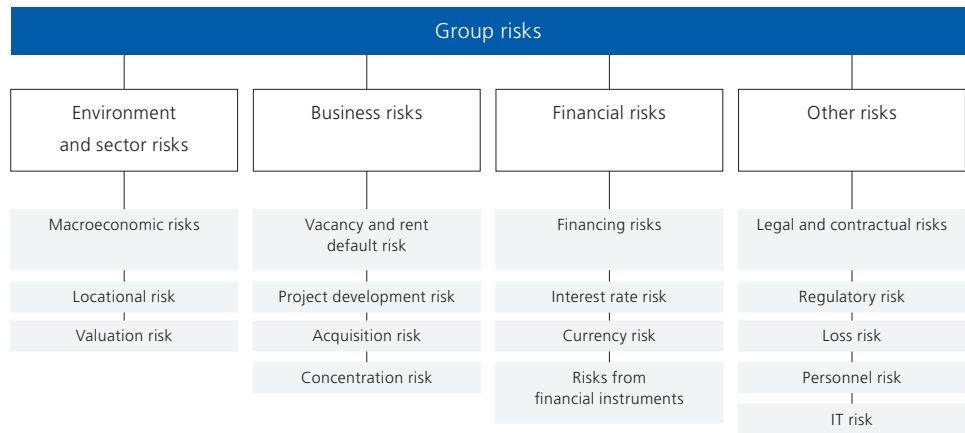 Group risks
Environment
and sector risks
Macroeconomic risks
Locational risk
Valuation risk
Business risks
Vacancy and rent
default risk
Project development risk
Acquisition risk
Concentration risk
Financial risks
Financing risks
Interest rate risk
Currency risk
Risks from
financial instruments
Other risks
Legal and contractual risks
Regulatory risk
Loss risk
Personnel risk
IT risk